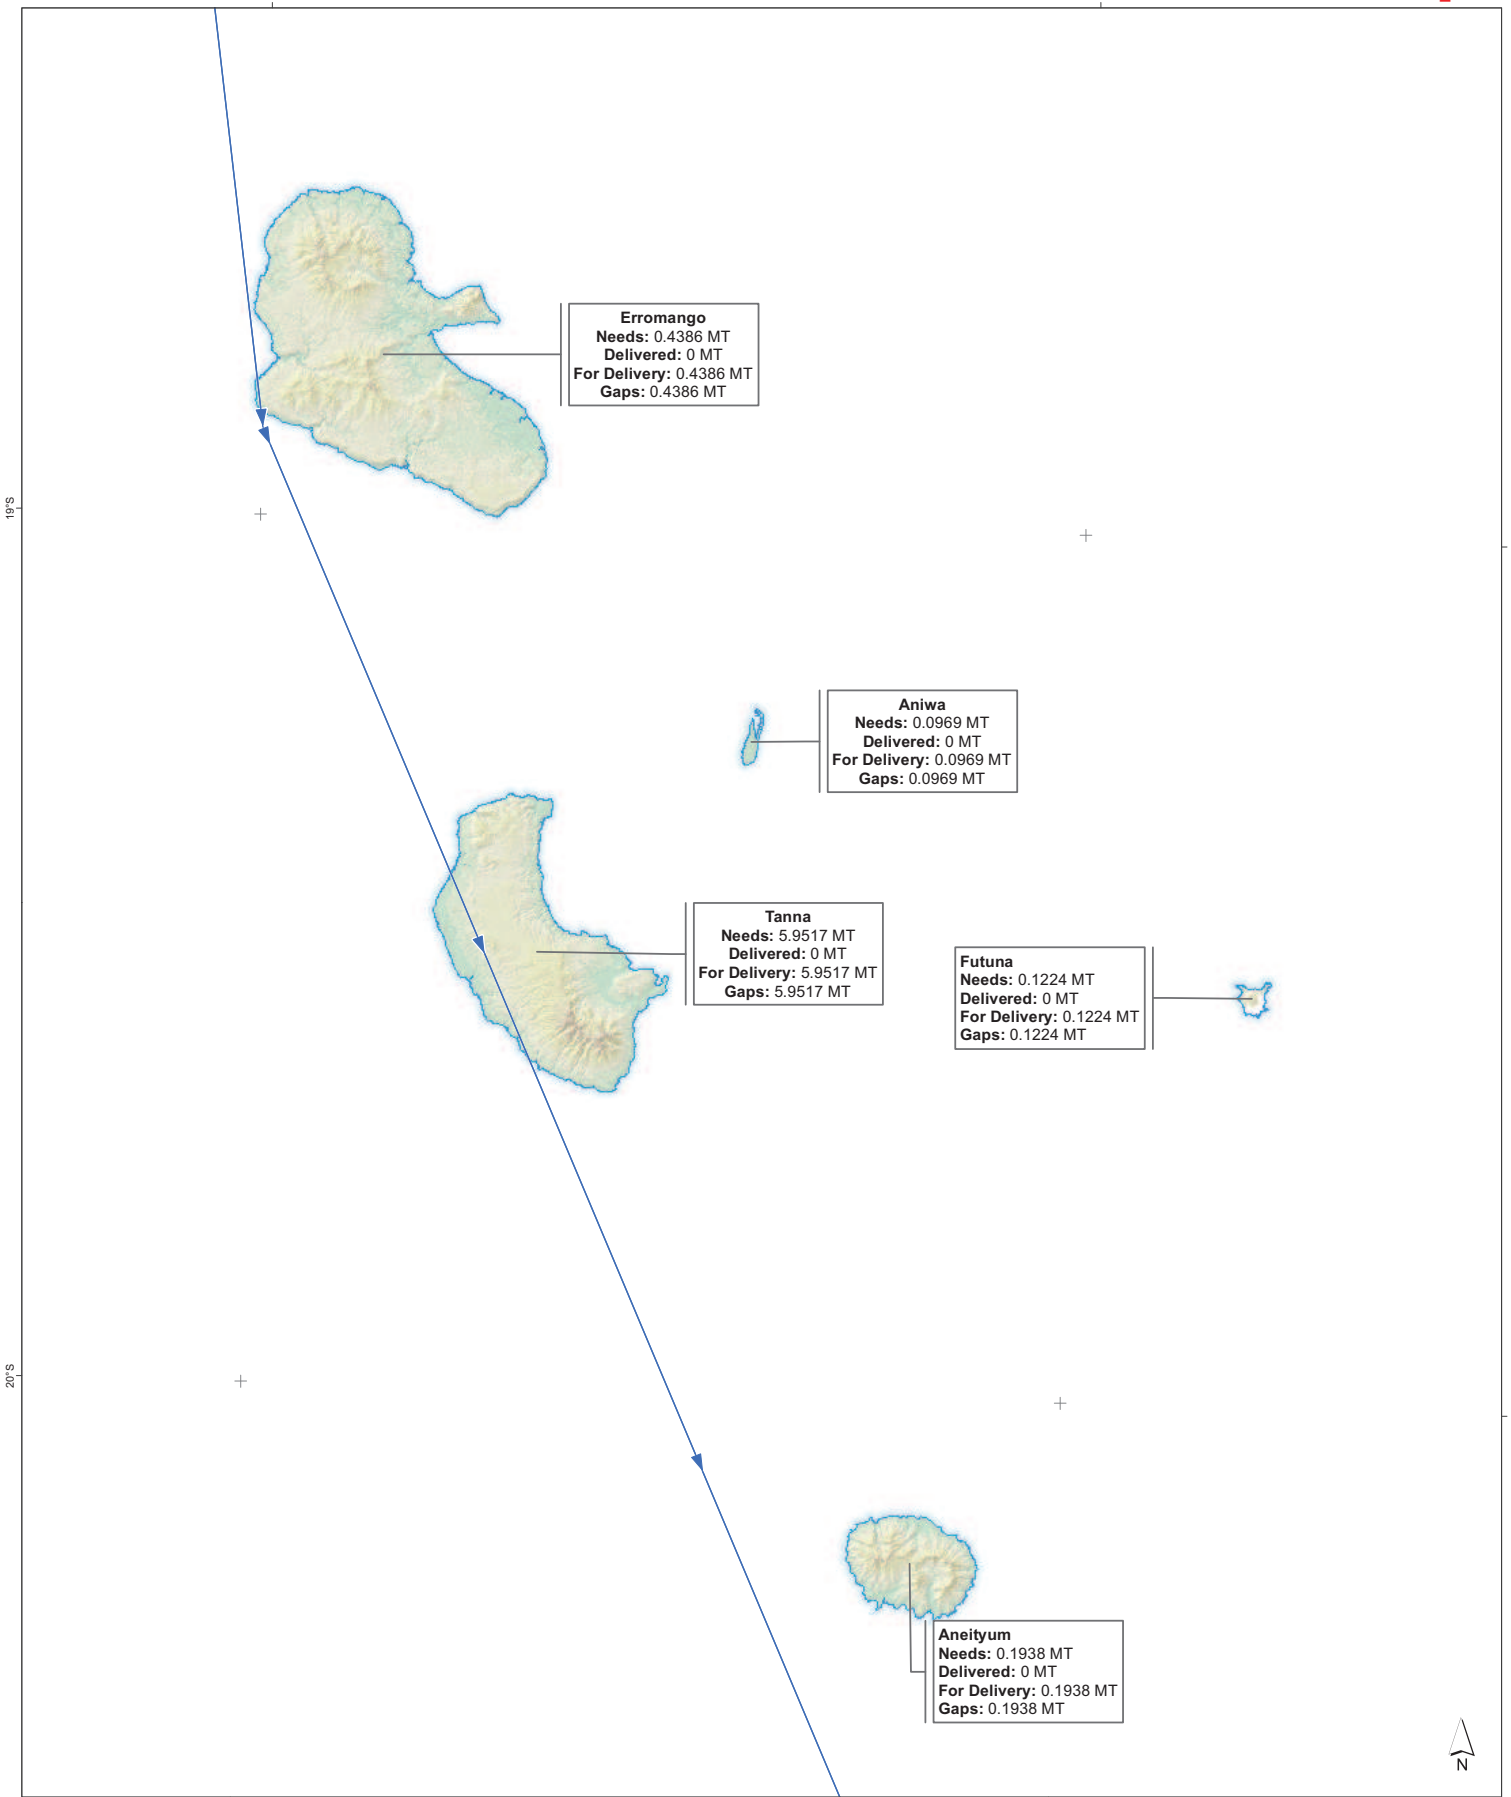 Erromango
Needs: 0.4386 MT
Delivered: 0 MT
For Delivery: 0.4386 MT
Gaps: 0.4386 MT
19°S
Aniwa
Needs: 0.0969 MT
Delivered: 0 MT
For Delivery: 0.0969 MT
Gaps: 0.0969 MT
Tanna
Needs: 5.9517 MT
Delivered: 0 MT
For Delivery: 5.9517 MT
Gaps: 5.9517 MT
Futuna
Needs: 0.1224 MT
Delivered: 0 MT
For Delivery: 0.1224 MT
Gaps: 0.1224 MT
20°S
Aneityum
Needs: 0.1938 MT
Delivered: 0 MT
For Delivery: 0.1938 MT
Gaps: 0.1938 MT
N